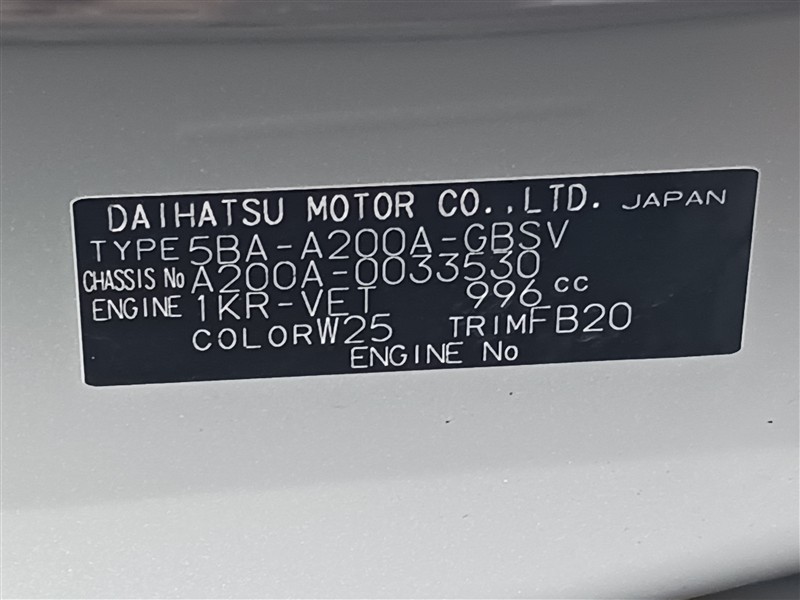 DAIHATSU MOTOR CO.,LTD. JAPAN
TYPE 5BA-A200A-GBSV
CHASSIS No A200A-0033530
ENGINE 1KR-VET 996 cc
COLOR W25 TRIM FB20
ENGINE No